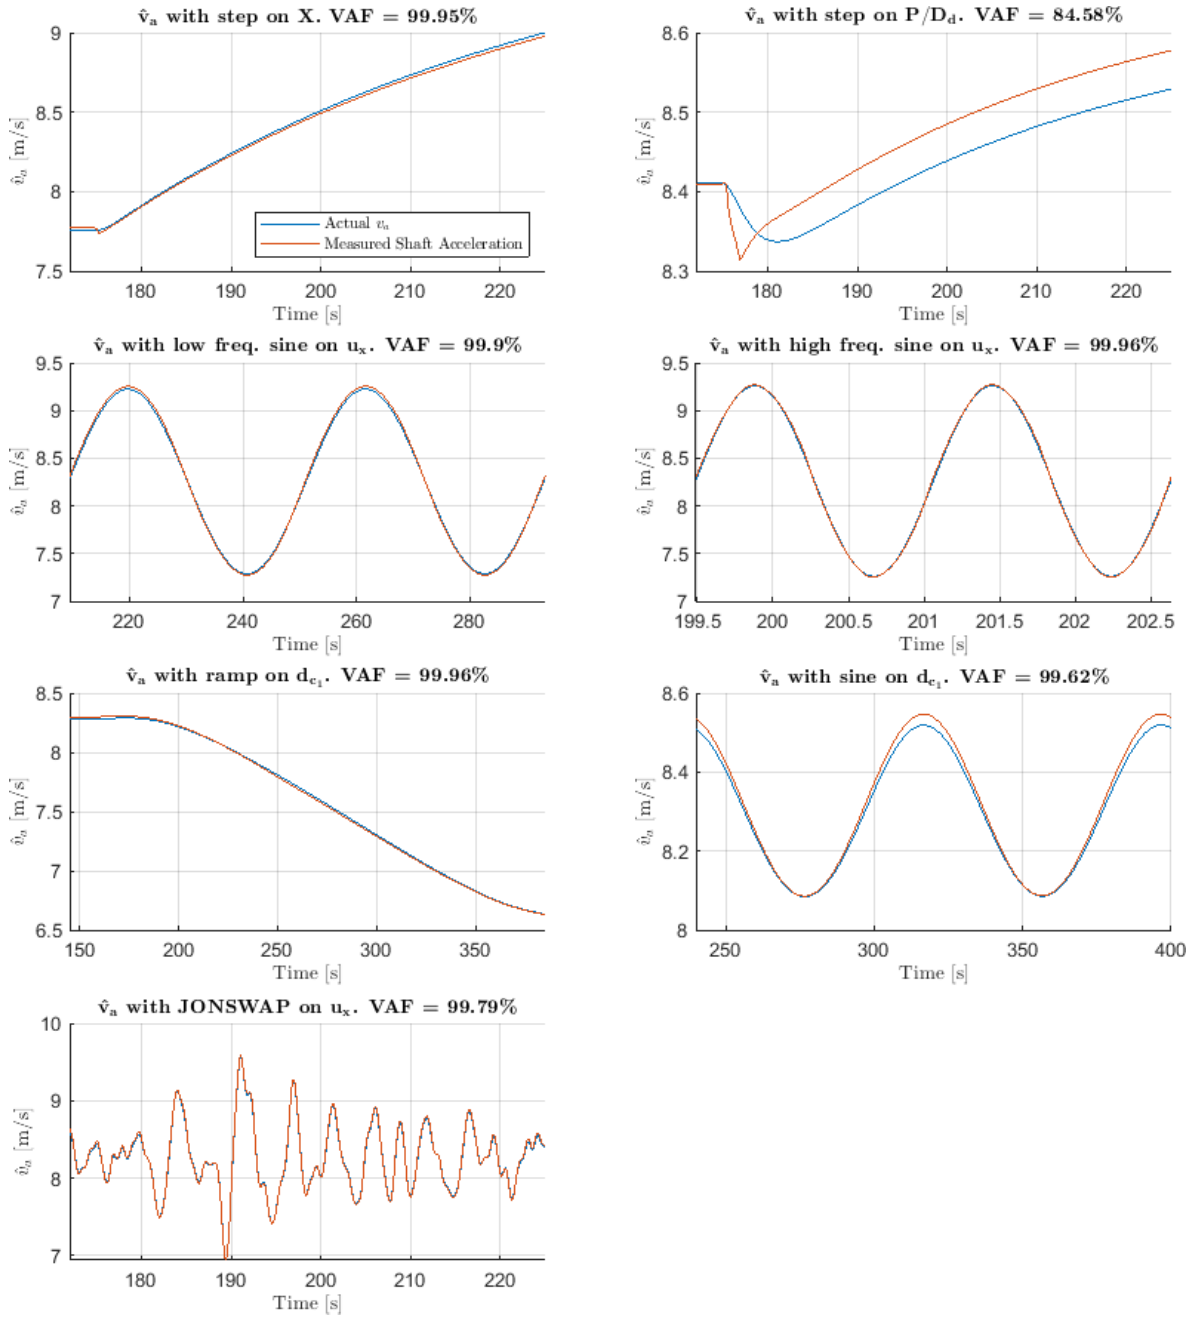 v̂ₐ with step on X. VAF = 99.95%
9
8.5
8
7.5
v̂ₐ [m/s]
Actual vₐ
Measured Shaft Acceleration
180 190 200 210 220
Time [s]
v̂ₐ with step on P/D_d. VAF = 84.58%
8.6
8.5
8.4
8.3
v̂ₐ [m/s]
180 190 200 210 220
Time [s]
v̂ₐ with low freq. sine on uₓ. VAF = 99.9%
9.5
9
8.5
8
7.5
7
v̂ₐ [m/s]
220 240 260 280
Time [s]
v̂ₐ with high freq. sine on uₓ. VAF = 99.96%
9.5
9
8.5
8
7.5
7
v̂ₐ [m/s]
199.5 200 200.5 201 201.5 202 202.5
Time [s]
v̂ₐ with ramp on d_c₁. VAF = 99.96%
8.5
8
7.5
7
6.5
v̂ₐ [m/s]
150 200 250 300 350
Time [s]
v̂ₐ with sine on d_c₁. VAF = 99.62%
8.6
8.4
8.2
8
v̂ₐ [m/s]
250 300 350 400
Time [s]
v̂ₐ with JONSWAP on uₓ. VAF = 99.79%
10
9
8
7
v̂ₐ [m/s]
180 190 200 210 220
Time [s]